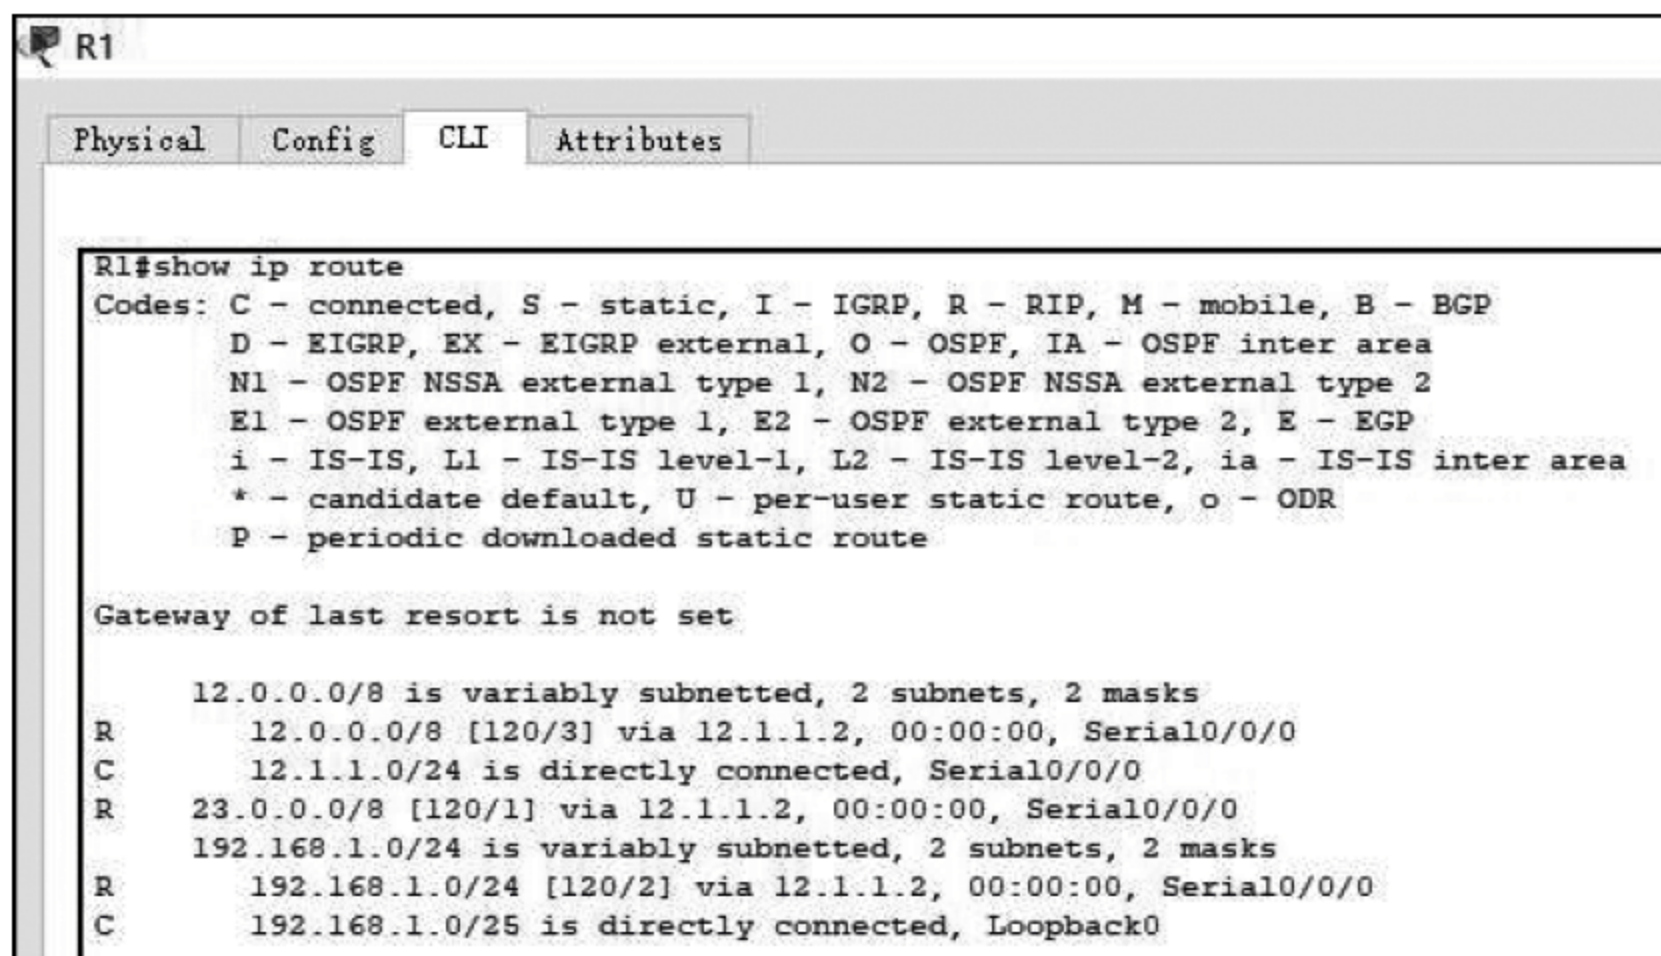 R1
Physical Config CLI Attributes
R1#show ip route
Codes: C - connected, S - static, I - IGRP, R - RIP, M - mobile, B - BGP
D - EIGRP, EX - EIGRP external, O - OSPF, IA - OSPF inter area
N1 - OSPF NSSA external type 1, N2 - OSPF NSSA external type 2
E1 - OSPF external type 1, E2 - OSPF external type 2, E - EGP
i - IS-IS, L1 - IS-IS level-1, L2 - IS-IS level-2, ia - IS-IS inter area
* - candidate default, U - per-user static route, o - ODR
P - periodic downloaded static route
Gateway of last resort is not set
12.0.0.0/8 is variably subnetted, 2 subnets, 2 masks
R 12.0.0.0/8 [120/3] via 12.1.1.2, 00:00:00, Serial0/0/0
C 12.1.1.0/24 is directly connected, Serial0/0/0
R 23.0.0.0/8 [120/1] via 12.1.1.2, 00:00:00, Serial0/0/0
192.168.1.0/24 is variably subnetted, 2 subnets, 2 masks
R 192.168.1.0/24 [120/2] via 12.1.1.2, 00:00:00, Serial0/0/0
C 192.168.1.0/25 is directly connected, Loopback0